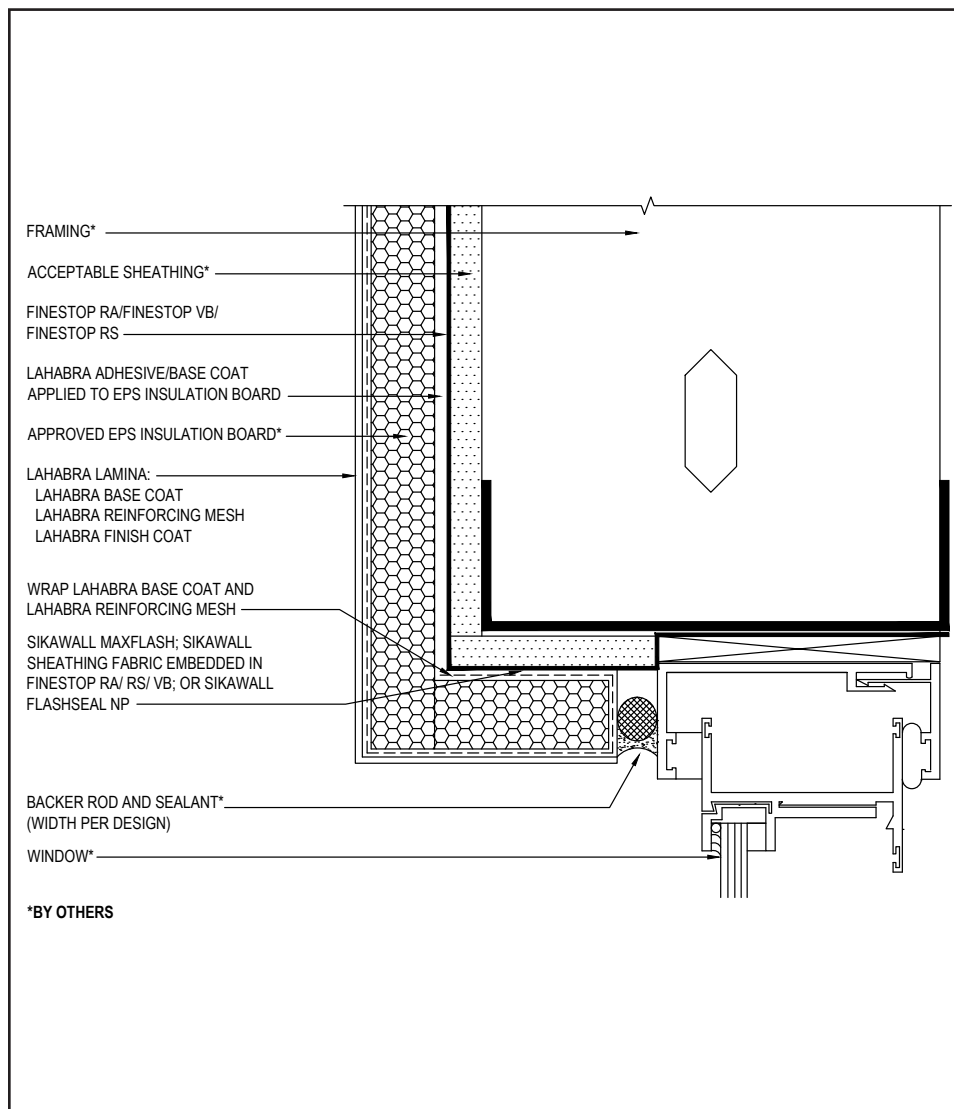 FRAMING*
ACCEPTABLE SHEATHING*
FINESTOP RA/FINESTOP VB/
FINESTOP RS
LAHABRA ADHESIVE/BASE COAT
APPLIED TO EPS INSULATION BOARD
APPROVED EPS INSULATION BOARD*
LAHABRA LAMINA:
LAHABRA BASE COAT
LAHABRA REINFORCING MESH
LAHABRA FINISH COAT
WRAP LAHABRA BASE COAT AND
LAHABRA REINFORCING MESH
SIKAWALL MAXFLASH; SIKAWALL
SHEATHING FABRIC EMBEDDED IN
FINESTOP RA/ RS/ VB; OR SIKAWALL
FLASHSEAL NP
BACKER ROD AND SEALANT*
(WIDTH PER DESIGN)
WINDOW*
*BY OTHERS